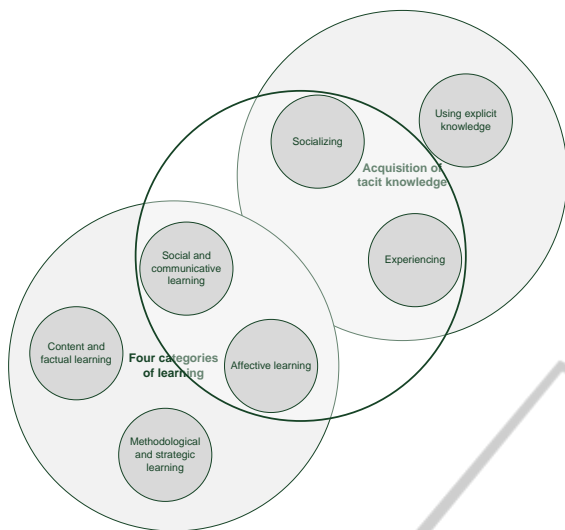 Using explicit
knowledge
Socializing
Acquisition of
tacit knowledge
Experiencing
Social and
communicative
learning
Content and
factual learning
Four categories
of learning
Affective learning
Methodological
and strategic
learning